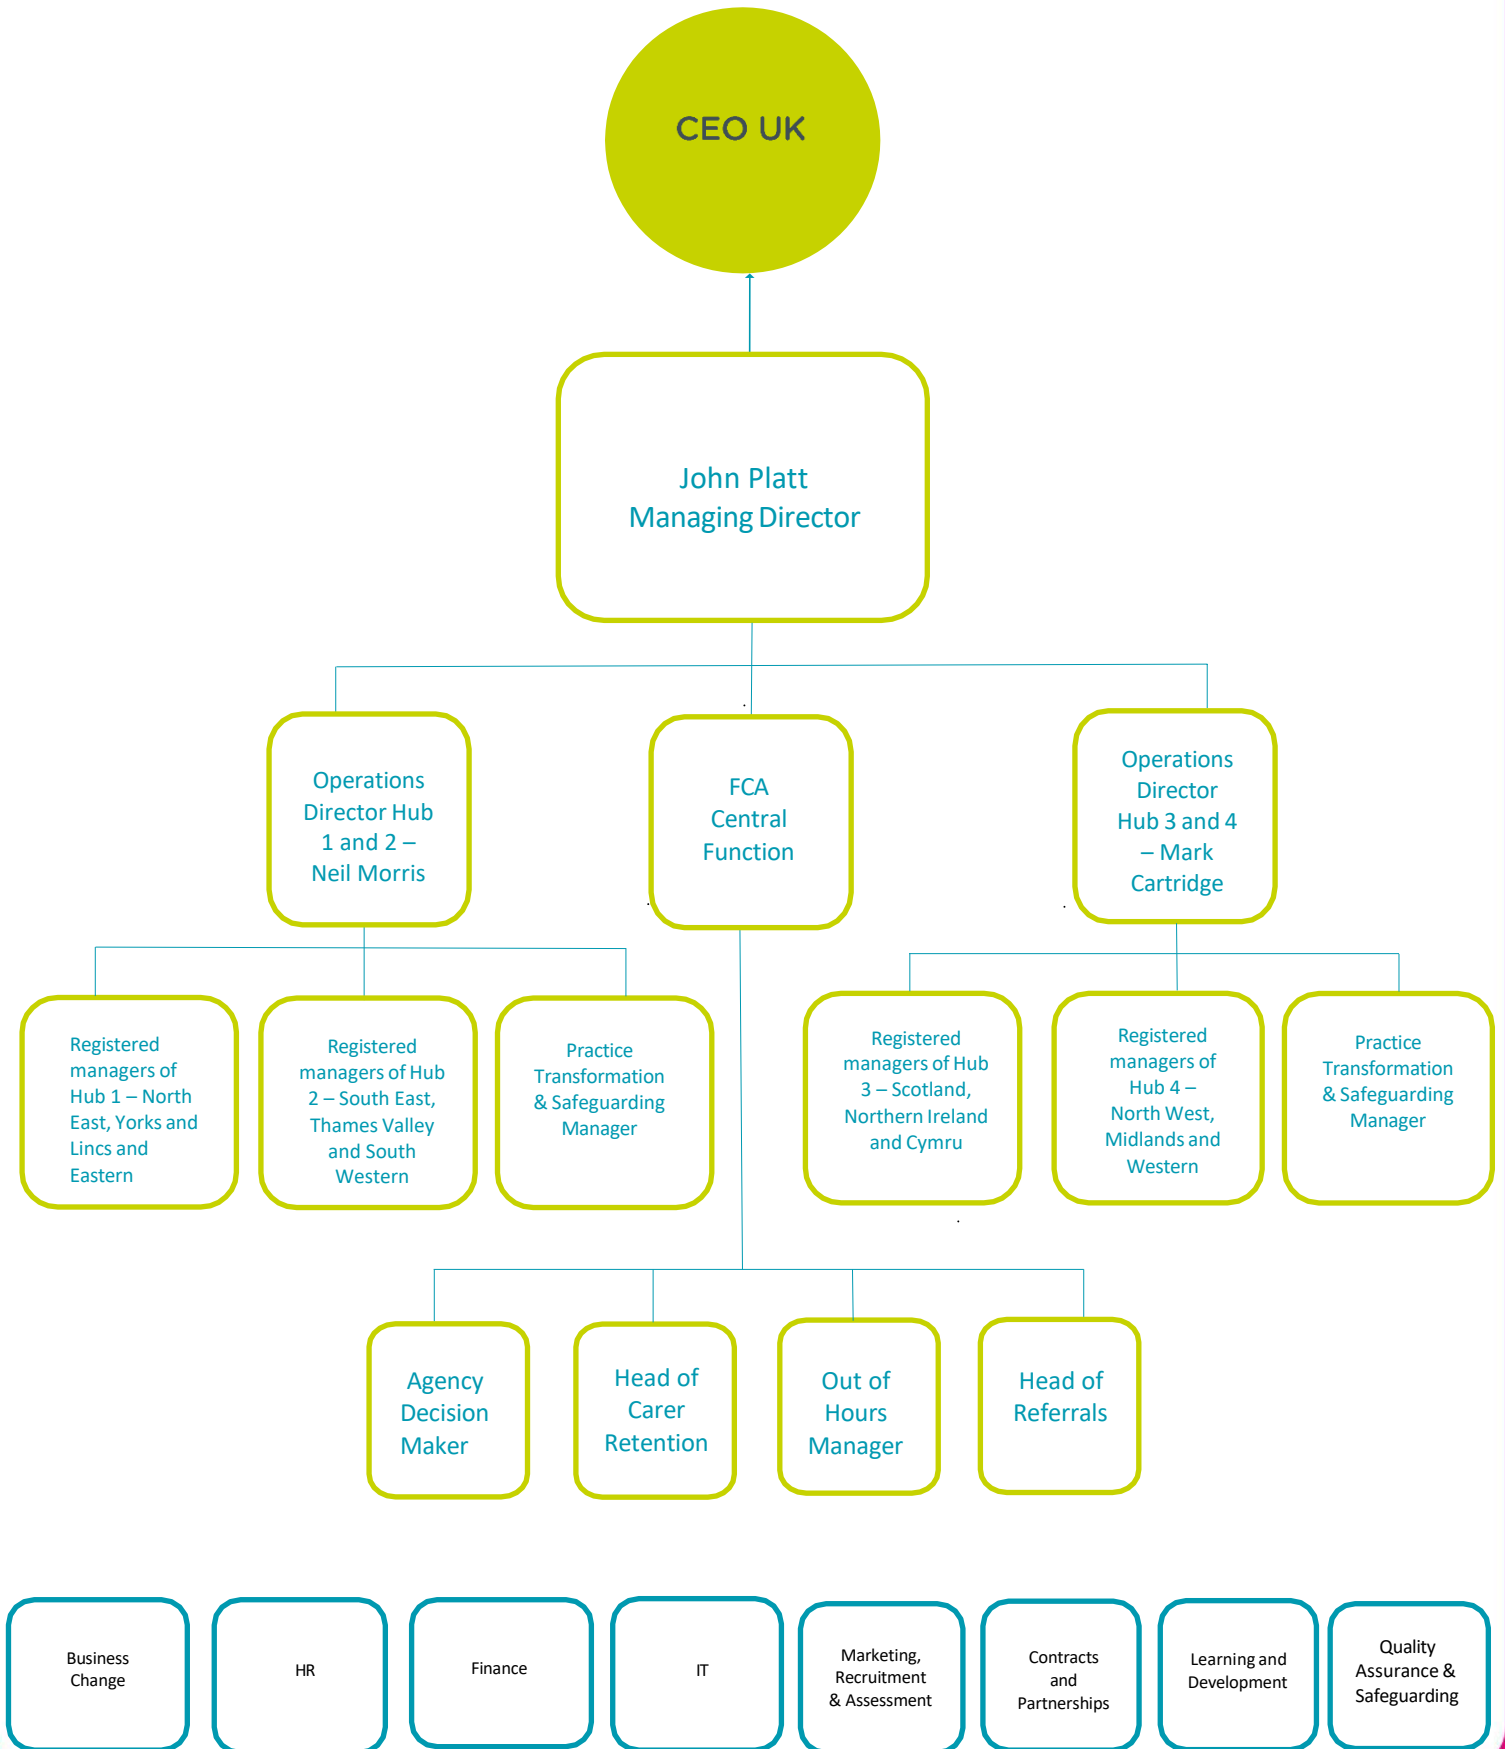 CEO UK
John Platt
Managing Director
Operations
Director Hub
1 and 2 –
Neil Morris
FCA
Central
Function
Operations
Director
Hub 3 and 4
– Mark
Cartridge
Registered
managers of
Hub 1 – North
East, Yorks and
Lincs and
Eastern
Registered
managers of Hub
2 – South East,
Thames Valley
and South
Western
Practice
Transformation
& Safeguarding
Manager
Registered
managers of Hub
3 – Scotland,
Northern Ireland
and Cymru
Registered
managers of
Hub 4 –
North West,
Midlands and
Western
Practice
Transformation
& Safeguarding
Manager
Agency
Decision
Maker
Head of
Carer
Retention
Out of
Hours
Manager
Head of
Referrals
Business
Change
HR
Finance
IT
Marketing,
Recruitment
& Assessment
Contracts
and
Partnerships
Learning and
Development
Quality
Assurance &
Safeguarding